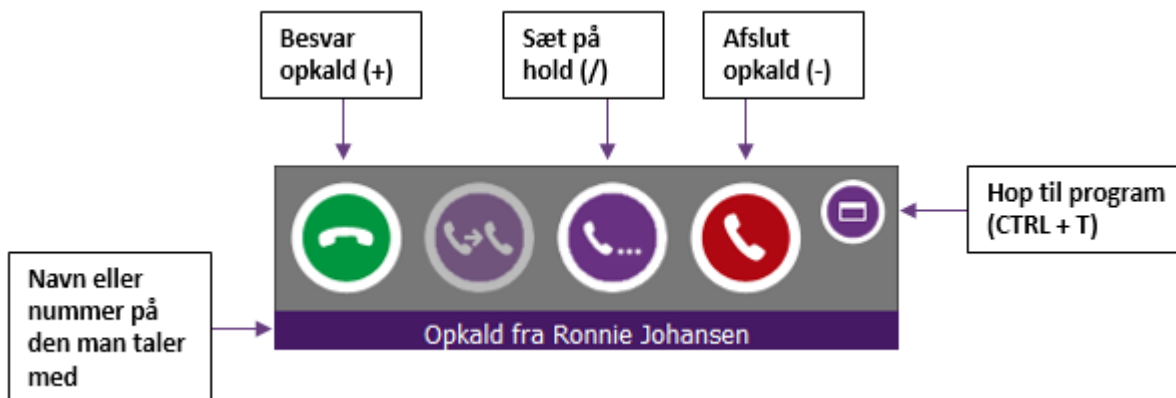 Besvar
opkald (+)
Sæt på
hold (/)
Afslut
opkald (-)
Hop til program
(CTRL + T)
Navn eller
nummer på
den man taler
med
Opkald fra Ronnie Johansen